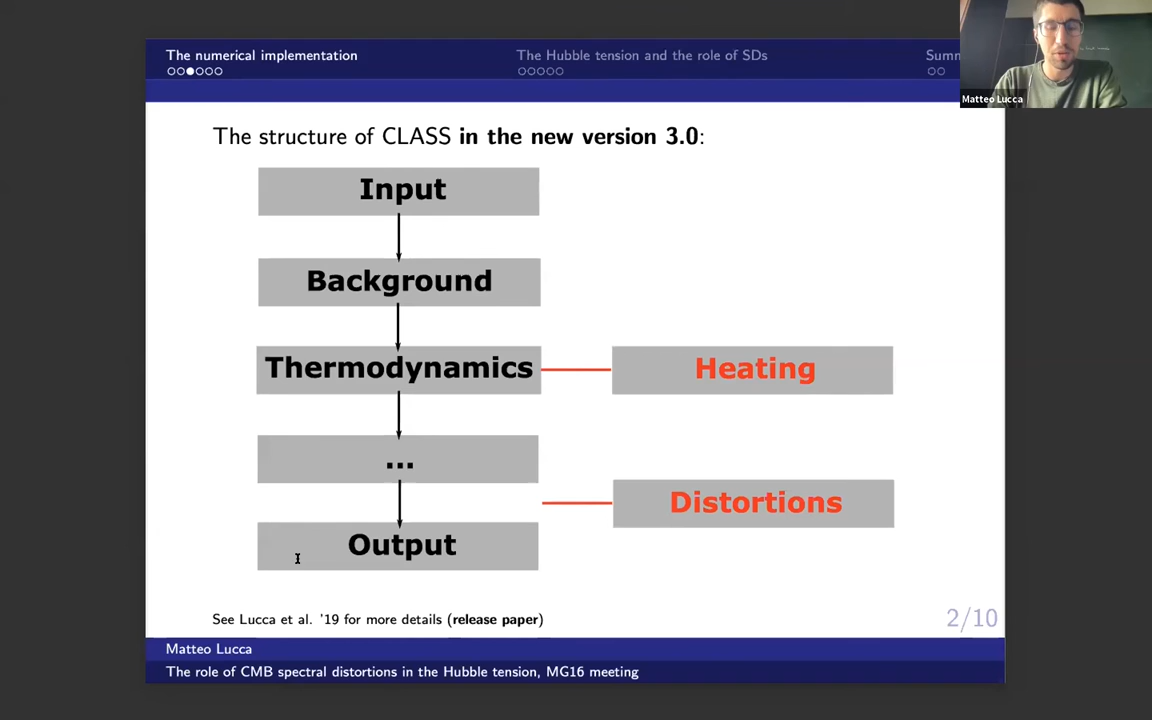 The numerical implementation
The Hubble tension and the role of SDs
Matteo Lucca
The structure of CLASS in the new version 3.0:
Input
Background
Thermodynamics
Heating
...
Distortions
Output
See Lucca et al. '19 for more details (release paper)
2/10
Matteo Lucca
The role of CMB spectral distortions in the Hubble tension, MG16 meeting